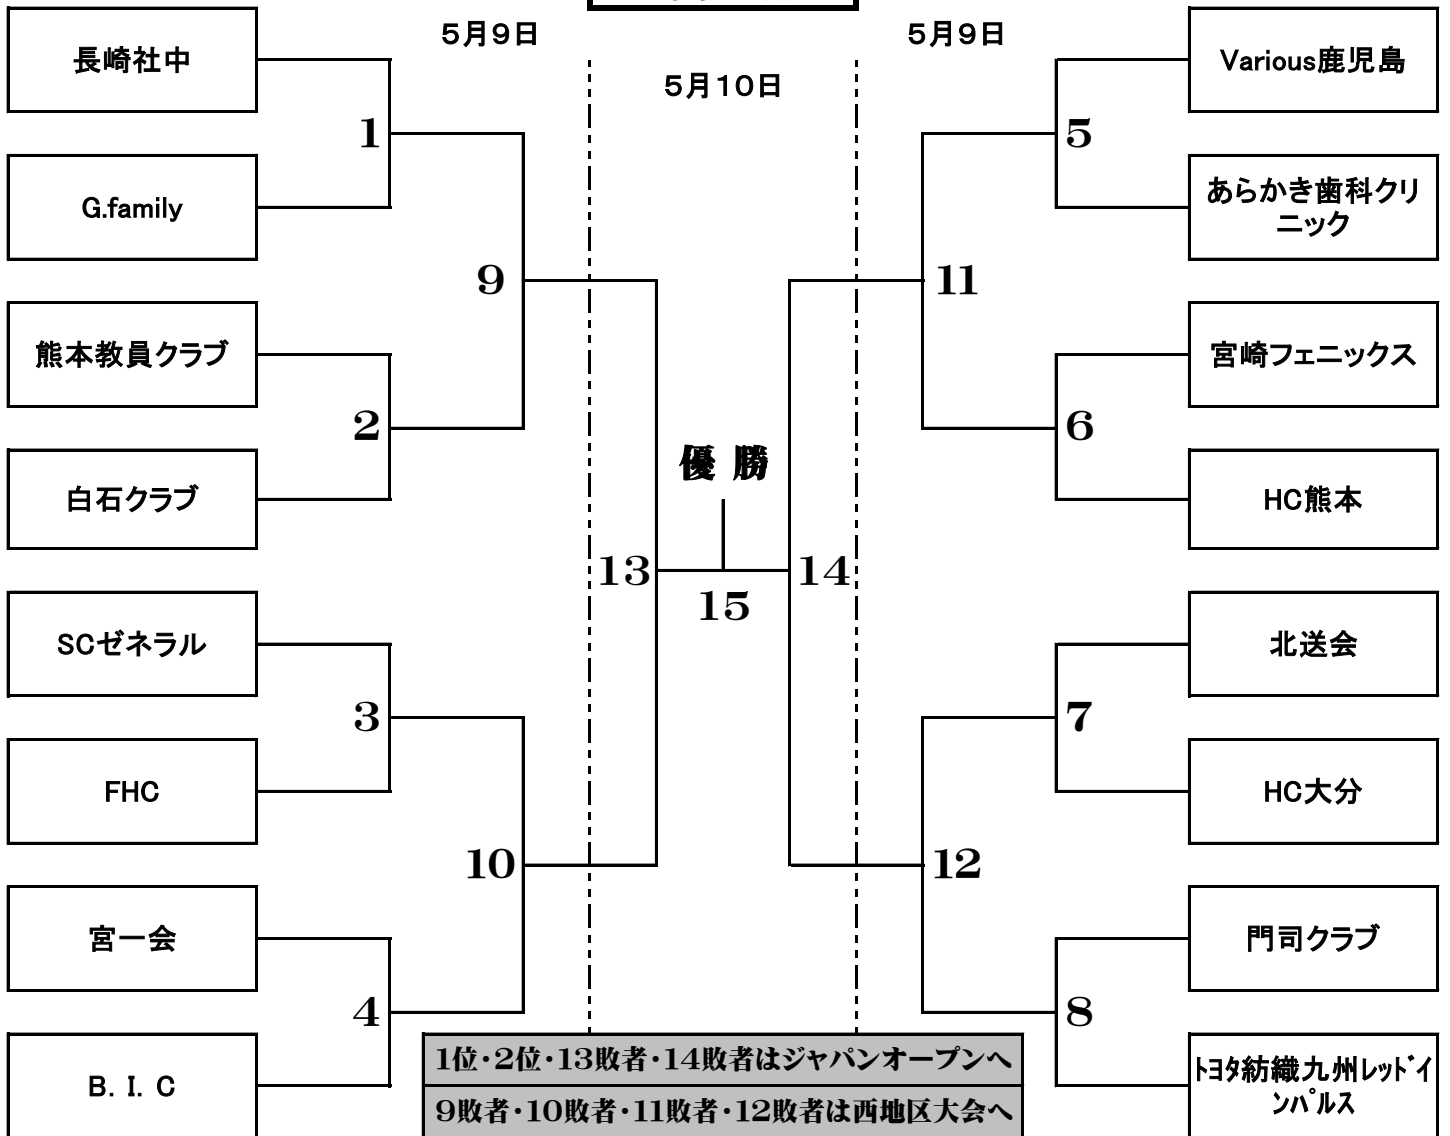 5月9日
5月9日
5月10日
長崎社中
G.family
熊本教員クラブ
白石クラブ
SCゼネラル
FHC
宮一会
B. I. C
1
2
3
4
9
10
13
優 勝
15
14
11
12
5
6
7
8
Various鹿児島
あらかき歯科クリ
ニック
宮崎フェニックス
HC熊本
北送会
HC大分
門司クラブ
トヨタ紡織九州レッドイ
ンパルス
1位・2位・13敗者・14敗者はジャパンオープンへ
9敗者・10敗者・11敗者・12敗者は西地区大会へ